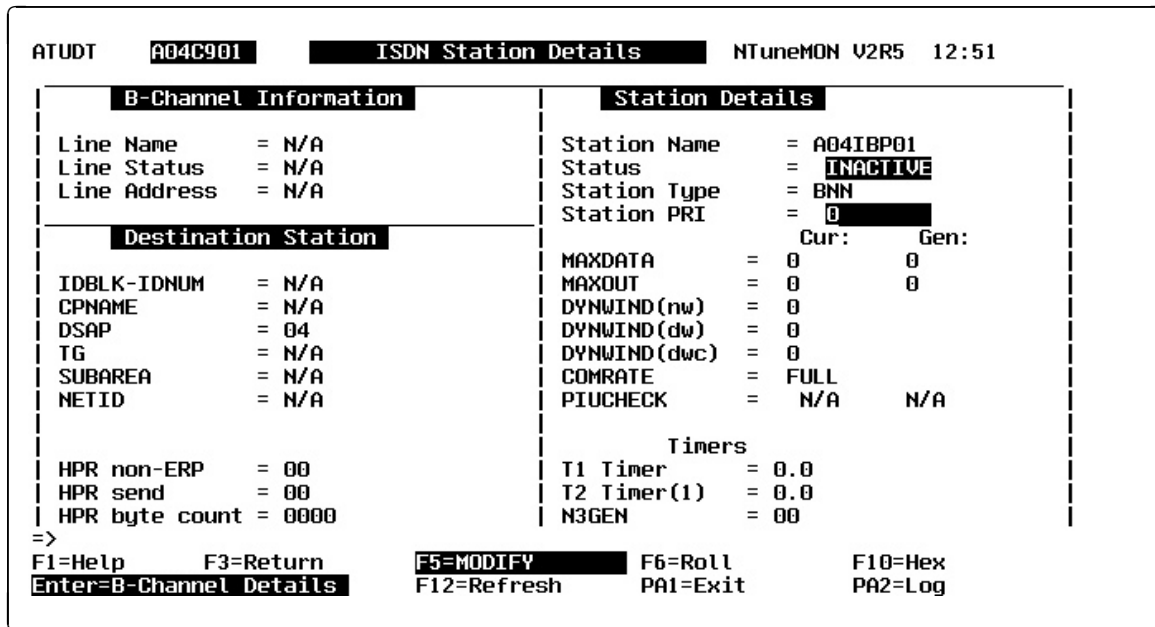 ATUDT A04C901 ISDN Station Details NTuneMON V2R5 12:51
B-Channel Information Station Details
Line Name = N/A Station Name = A04IBP01
Line Status = N/A Status = INACTIVE
Line Address = N/A Station Type = BNN
Station PRI = 0
Destination Station Cur: Gen:
MAXDATA = 0 0
IDBLK-IDNUM = N/A MAXOUT = 0 0
CPNAME = N/A DYNWIND(nw) = 0
DSAP = 04 DYNWIND(dw) = 0
TG = N/A DYNWIND(dwc) = 0
SUBAREA = N/A COMRATE = FULL
NETID = N/A PIUCHECK = N/A N/A
Timers
HPR non-ERP = 00 T1 Timer = 0.0
HPR send = 00 T2 Timer(1) = 0.0
HPR byte count = 0000 N3GEN = 00
=>
F1=Help F3=Return F5=MODIFY F6=Roll F10=Hex
Enter=B-Channel Details F12=Refresh PA1=Exit PA2=Log